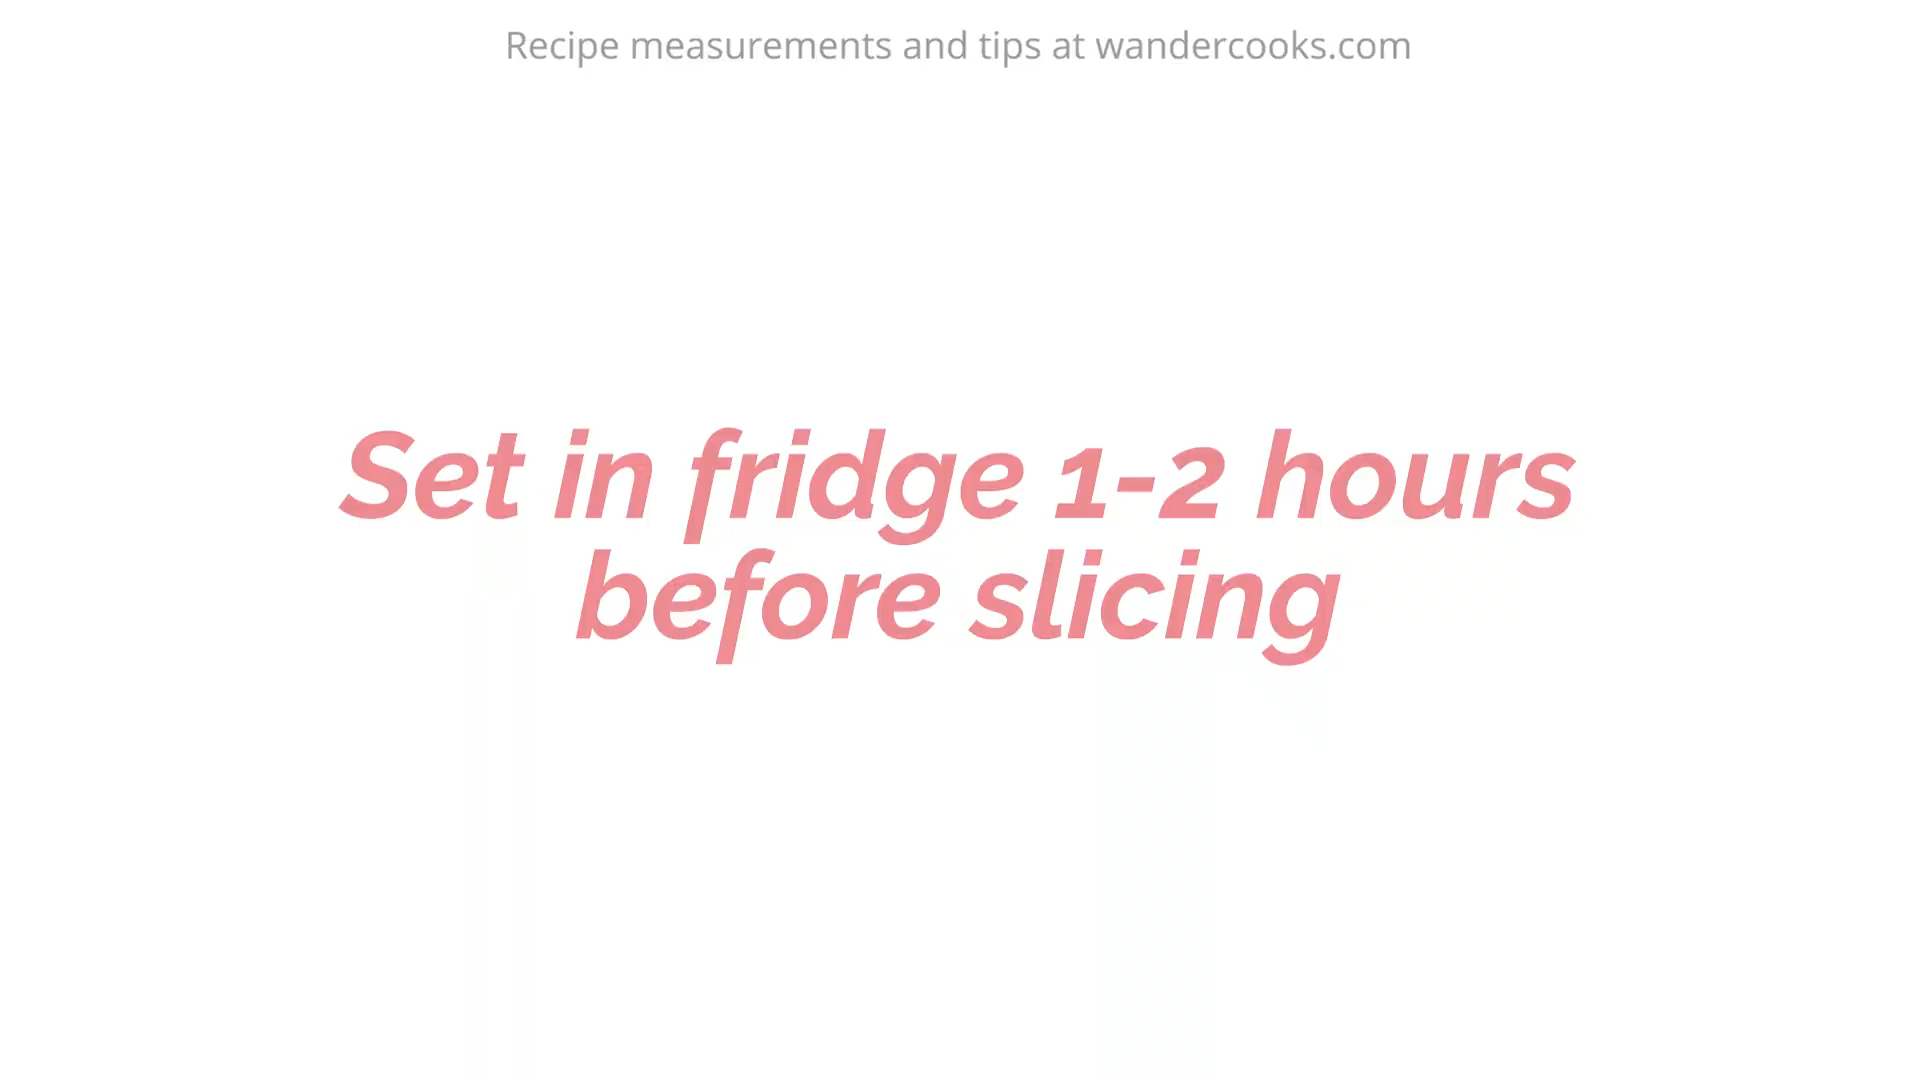 Recipe measurements and tips at wandercooks.com
Set in fridge 1-2 hours
before slicing